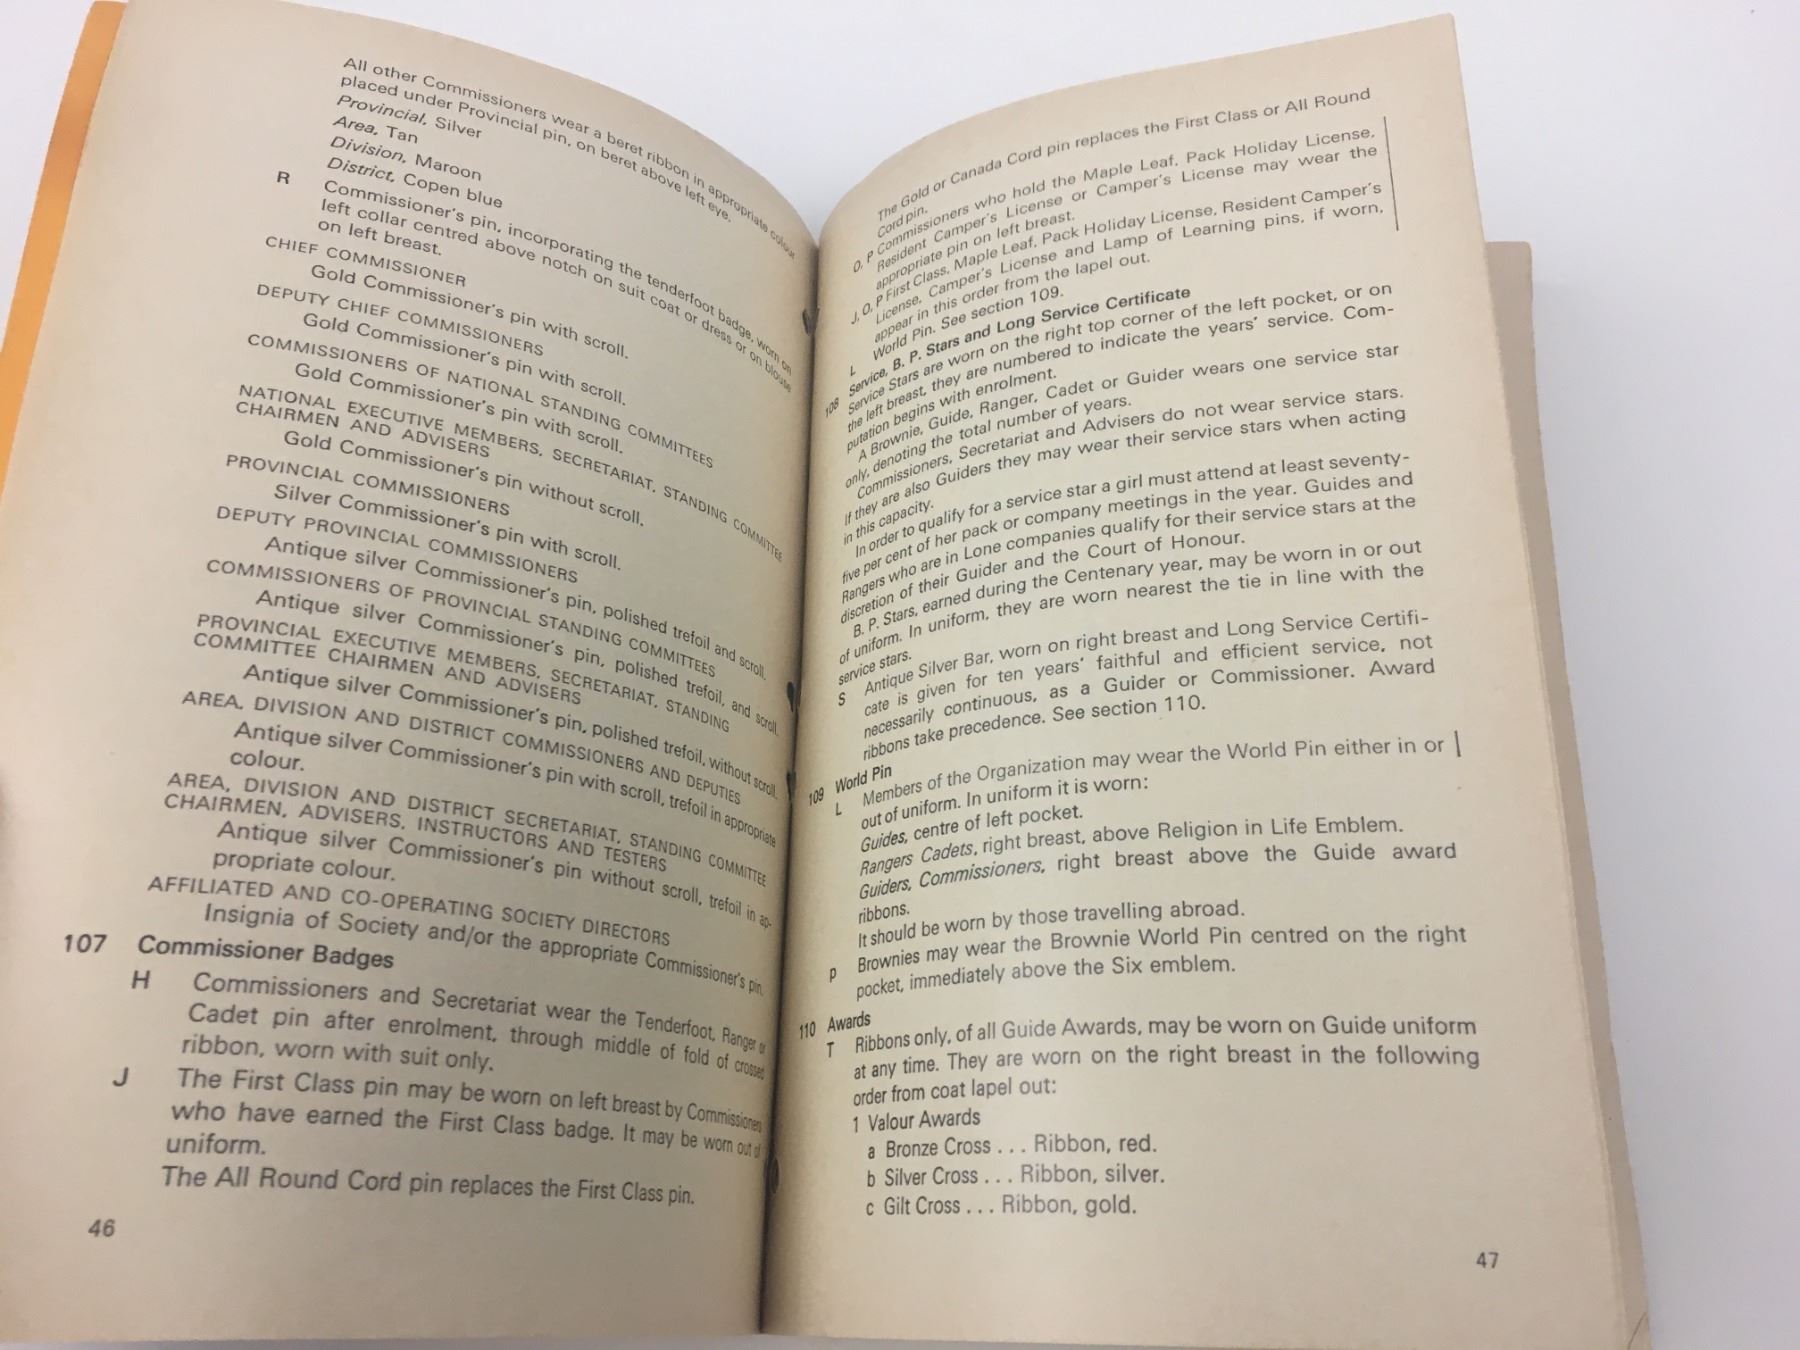 All other Commissioners wear a beret ribbon in appropriate colour
placed under Provincial pin, on beret above left eye.
Provincial, Silver
Area, Tan
Division, Maroon
District, Copen blue
R Commissioner's pin, incorporating the tenderfoot badge, worn on
left collar centred above notch on suit coat or dress or on blouse
on left breast.
CHIEF COMMISSIONER
Gold Commissioner's pin with scroll.
DEPUTY CHIEF COMMISSIONERS
Gold Commissioner's pin with scroll.
COMMISSIONERS OF NATIONAL STANDING COMMITTEES
Gold Commissioner's pin with scroll.
NATIONAL EXECUTIVE MEMBERS, SECRETARIAT, STANDING COMMITTEE
CHAIRMEN AND ADVISERS
Gold Commissioner's pin without scroll.
PROVINCIAL COMMISSIONERS
Silver Commissioner's pin with scroll.
DEPUTY PROVINCIAL COMMISSIONERS
Antique silver Commissioner's pin, polished trefoil and scroll.
COMMISSIONERS OF PROVINCIAL STANDING COMMITTEES
Antique silver Commissioner's pin, polished trefoil, and scroll.
PROVINCIAL EXECUTIVE MEMBERS, SECRETARIAT, STANDING
COMMITTEE CHAIRMEN AND ADVISERS
Antique silver Commissioner's pin, polished trefoil, without scroll.
AREA, DIVISION AND DISTRICT COMMISSIONERS AND DEPUTIES
Antique silver Commissioner's pin with scroll, trefoil in appropriate
colour.
AREA, DIVISION AND DISTRICT SECRETARIAT, STANDING COMMITTEE
CHAIRMEN, ADVISERS, INSTRUCTORS AND TESTERS
Antique silver Commissioner's pin without scroll, trefoil in ap-
propriate colour.
AFFILIATED AND CO-OPERATING SOCIETY DIRECTORS
Insignia of Society and/or the appropriate Commissioner's pin.
107 Commissioner Badges
H Commissioners and Secretariat wear the Tenderfoot, Ranger or
Cadet pin after enrolment, through middle of fold of crossed
ribbon, worn with suit only.
J The First Class pin may be worn on left breast by Commissioners
who have earned the First Class badge. It may be worn out of
uniform.
The All Round Cord pin replaces the First Class pin.
46
The Gold or Canada Cord pin replaces the First Class or All Round
Cord pin.
O, P Commissioners who hold the Maple Leaf, Pack Holiday License,
Resident Camper's License or Camper's License may wear the
appropriate pin on left breast.
J, O, P First Class, Maple Leaf, Pack Holiday License, Resident Camper's
License, Camper's License and Lamp of Learning pins, if worn,
appear in this order from the lapel out.
L World Pin. See section 109.
108 Service, B. P. Stars and Long Service Certificate
Service Stars are worn on the right top corner of the left pocket, or on
the left breast, they are numbered to indicate the years' service. Com-
putation begins with enrolment.
A Brownie, Guide, Ranger, Cadet or Guider wears one service star
only, denoting the total number of years.
Commissioners, Secretariat and Advisers do not wear service stars.
If they are also Guiders they may wear their service stars when acting
in this capacity.
In order to qualify for a service star a girl must attend at least seventy-
five per cent of her pack or company meetings in the year. Guides and
Rangers who are in Lone companies qualify for their service stars at the
discretion of their Guider and the Court of Honour.
B. P. Stars, earned during the Centenary year, may be worn in or out
of uniform. In uniform, they are worn nearest the tie in line with the
service stars.
S Antique Silver Bar, worn on right breast and Long Service Certifi-
cate is given for ten years' faithful and efficient service, not
necessarily continuous, as a Guider or Commissioner. Award
ribbons take precedence. See section 110.
109 World Pin
L Members of the Organization may wear the World Pin either in or
out of uniform. In uniform it is worn:
Guides, centre of left pocket.
Rangers Cadets, right breast, above Religion in Life Emblem.
Guiders, Commissioners, right breast above the Guide award
ribbons.
It should be worn by those travelling abroad.
P Brownies may wear the Brownie World Pin centred on the right
pocket, immediately above the Six emblem.
110 Awards
T Ribbons only, of all Guide Awards, may be worn on Guide uniform
at any time. They are worn on the right breast in the following
order from coat lapel out:
1 Valour Awards
a Bronze Cross . . . Ribbon, red.
b Silver Cross . . . Ribbon, silver.
c Gilt Cross . . . Ribbon, gold.
47